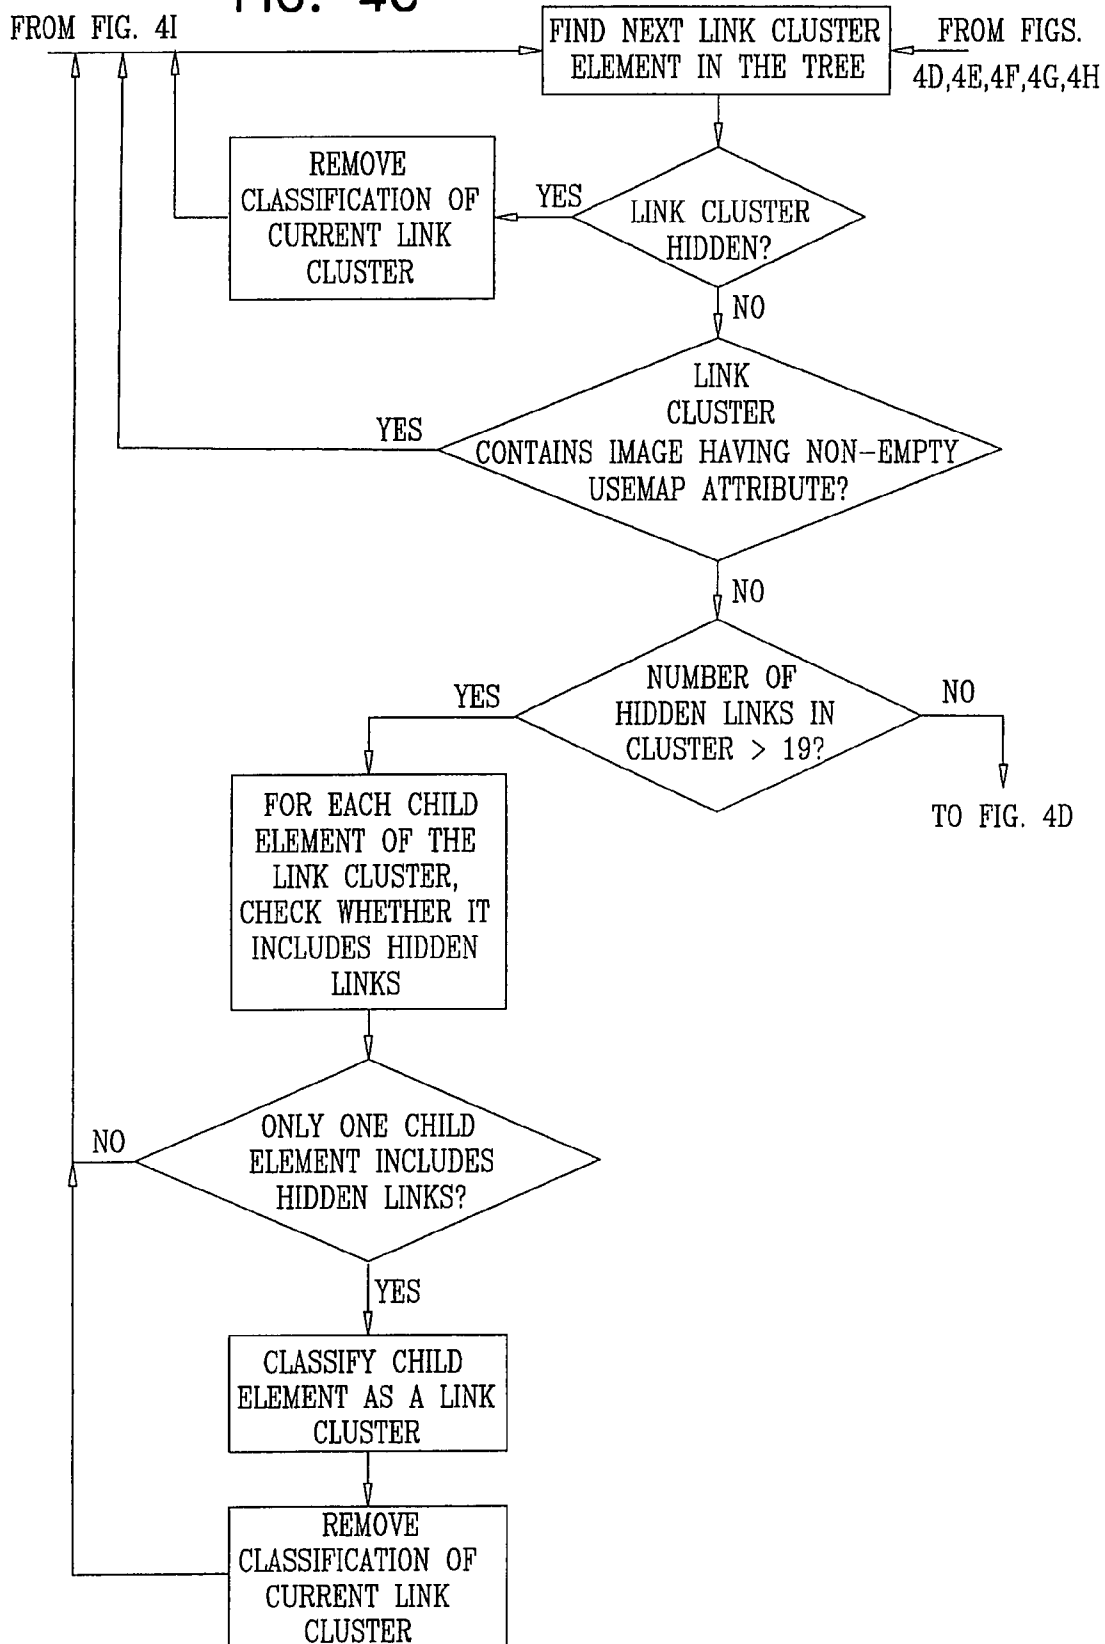 FIG. 4C
FROM FIG. 4I
FIND NEXT LINK CLUSTER
ELEMENT IN THE TREE
FROM FIGS.
4D,4E,4F,4G,4H
REMOVE
CLASSIFICATION OF
CURRENT LINK
CLUSTER
YES
LINK CLUSTER
HIDDEN?
NO
LINK
CLUSTER
CONTAINS IMAGE HAVING NON-EMPTY
USEMAP ATTRIBUTE?
YES
NO
NUMBER OF
HIDDEN LINKS IN
CLUSTER > 19?
YES
NO
TO FIG. 4D
FOR EACH CHILD
ELEMENT OF THE
LINK CLUSTER,
CHECK WHETHER IT
INCLUDES HIDDEN
LINKS
ONLY ONE CHILD
ELEMENT INCLUDES
HIDDEN LINKS?
NO
YES
CLASSIFY CHILD
ELEMENT AS A LINK
CLUSTER
REMOVE
CLASSIFICATION OF
CURRENT LINK
CLUSTER